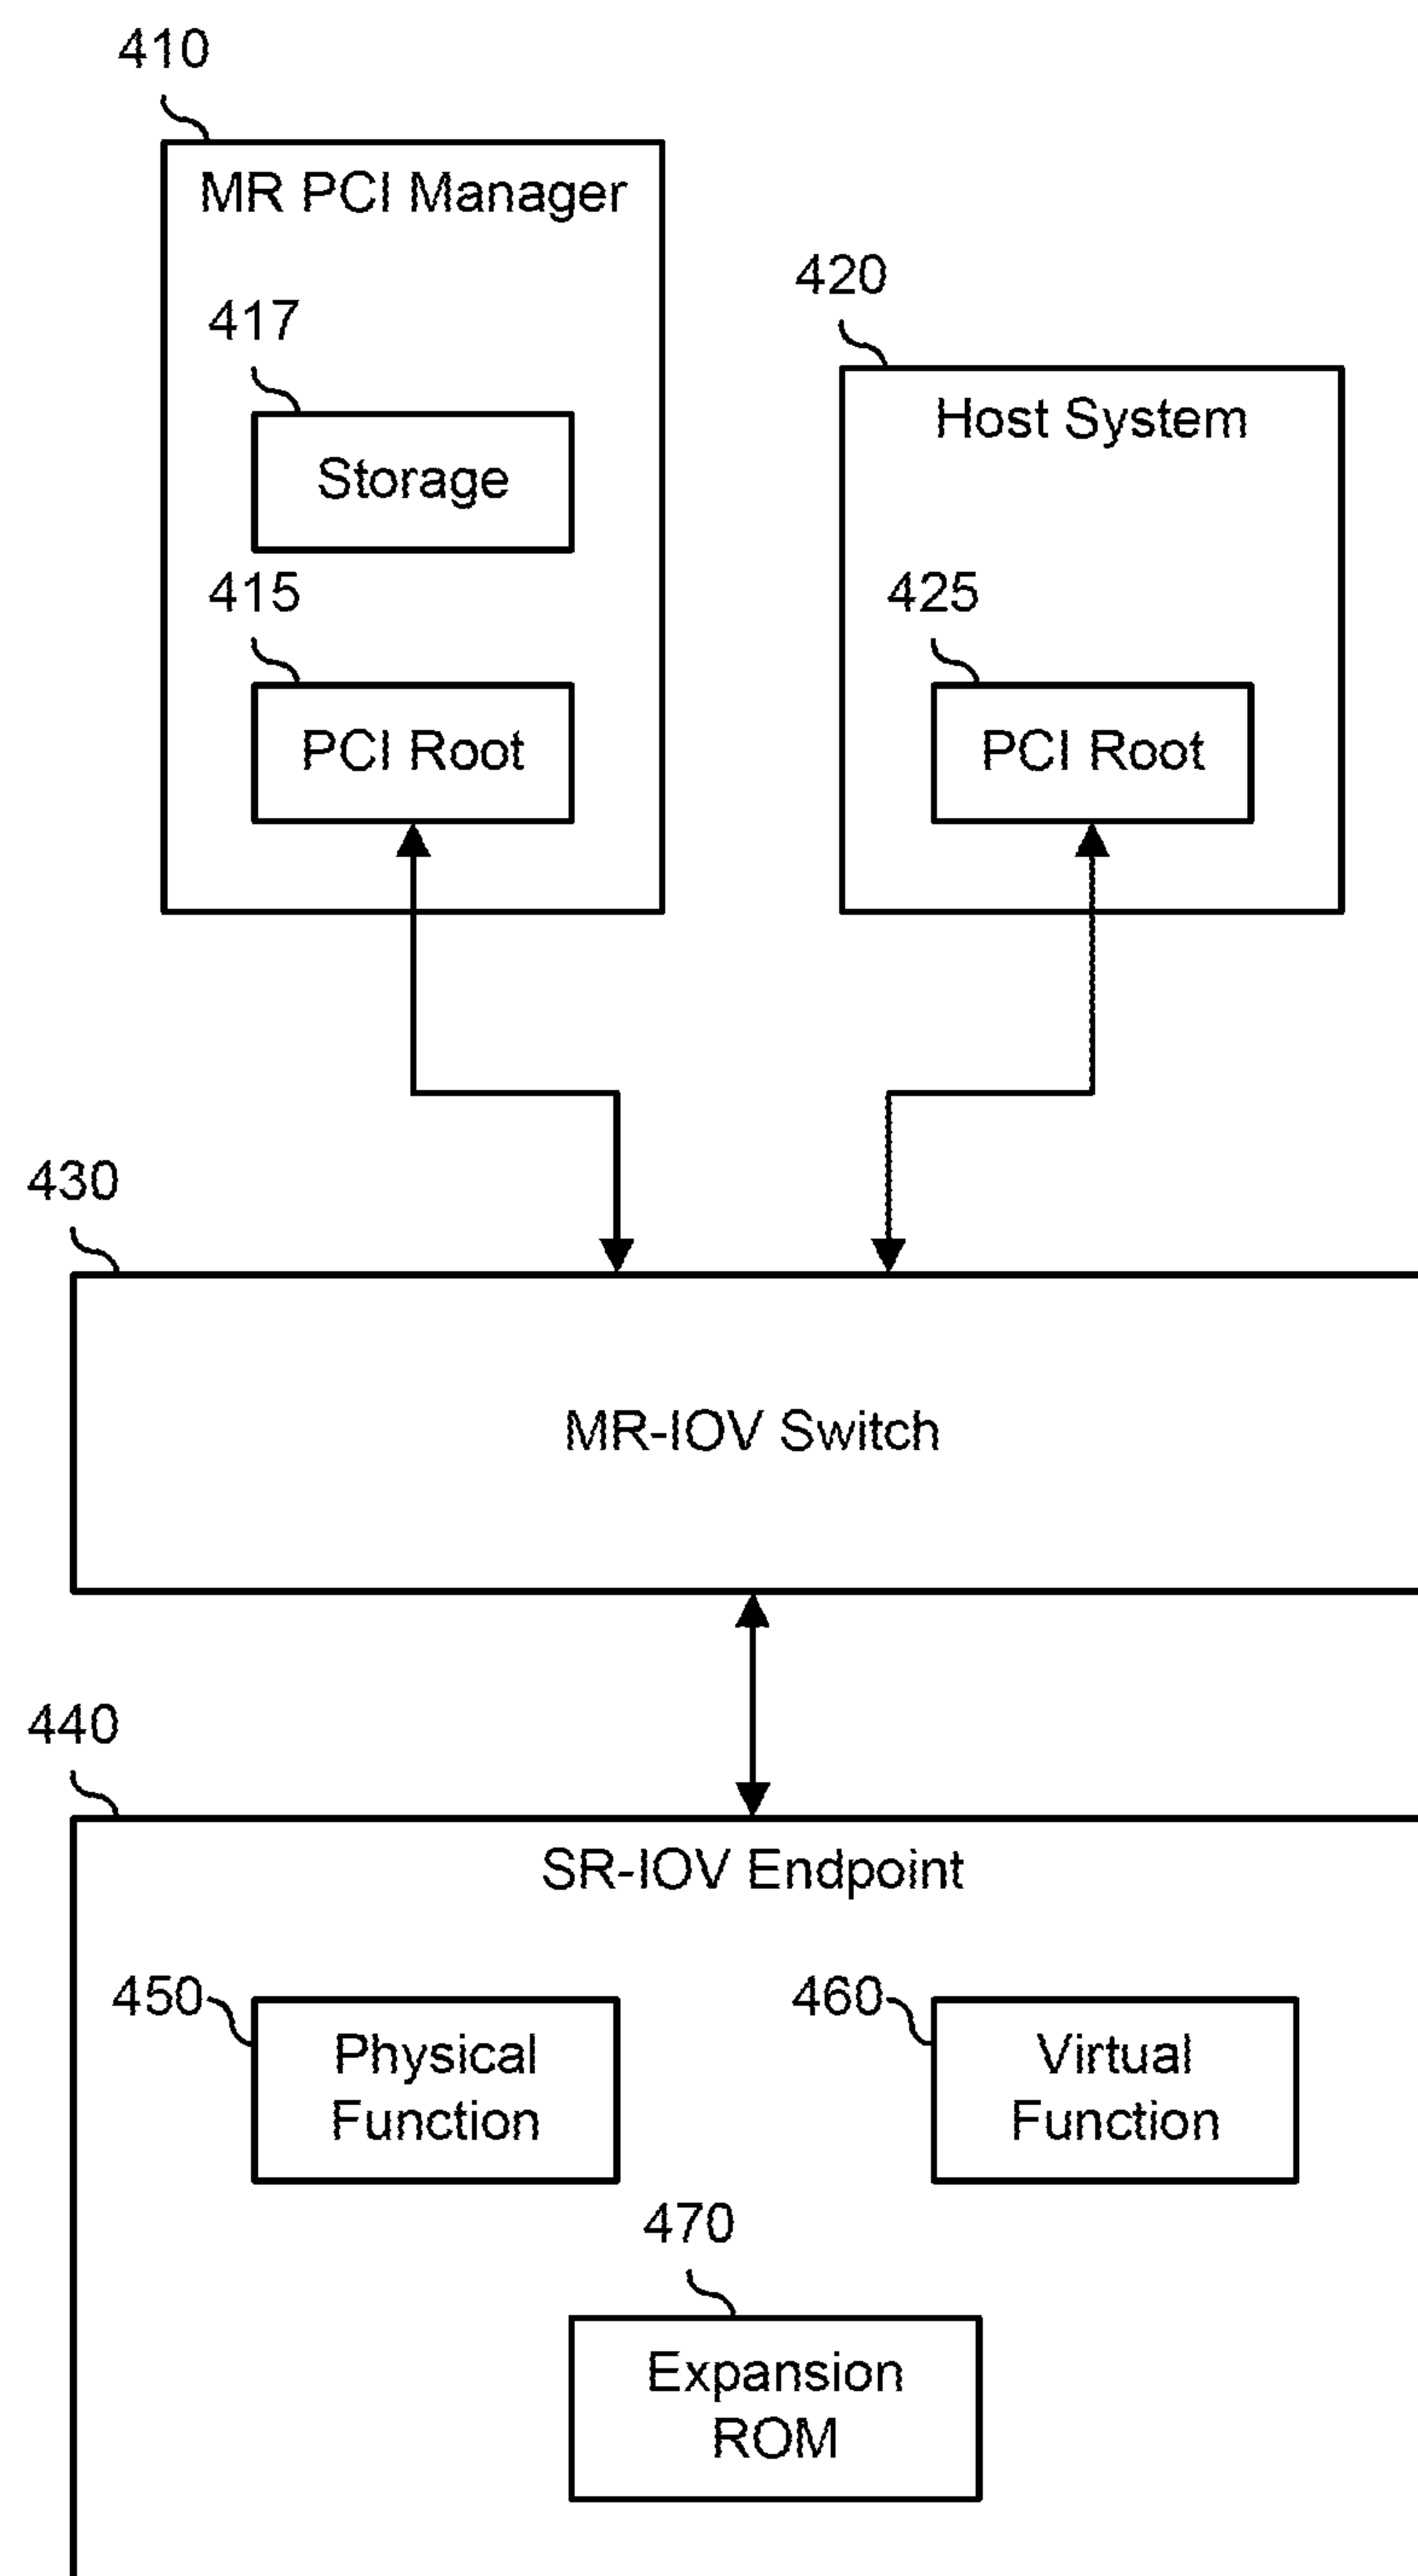 410
MR PCI Manager
420
417
Host System
Storage
415
425
PCI Root
PCI Root
430
MR-IOV Switch
440
SR-IOV Endpoint
450
460
Physical
Function
Virtual
Function
470
Expansion
ROM